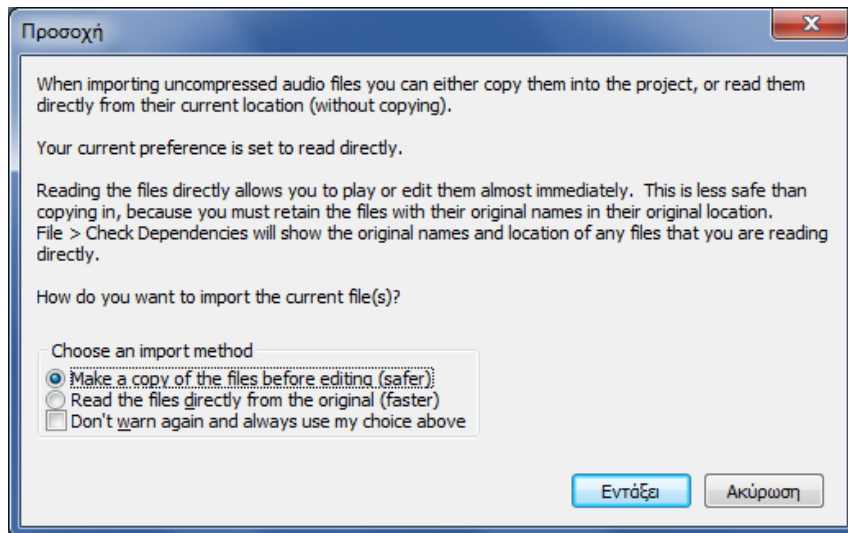 Προσοχή
When importing uncompressed audio files you can either copy them into the project, or read them
directly from their current location (without copying).
Your current preference is set to read directly.
Reading the files directly allows you to play or edit them almost immediately.  This is less safe than
copying in, because you must retain the files with their original names in their original location.
File > Check Dependencies will show the original names and location of any files that you are reading
directly.
How do you want to import the current file(s)?
Choose an import method
Make a copy of the files before editing (safer)
Read the files directly from the original (faster)
Don't warn again and always use my choice above
Εντάξει
Ακύρωση